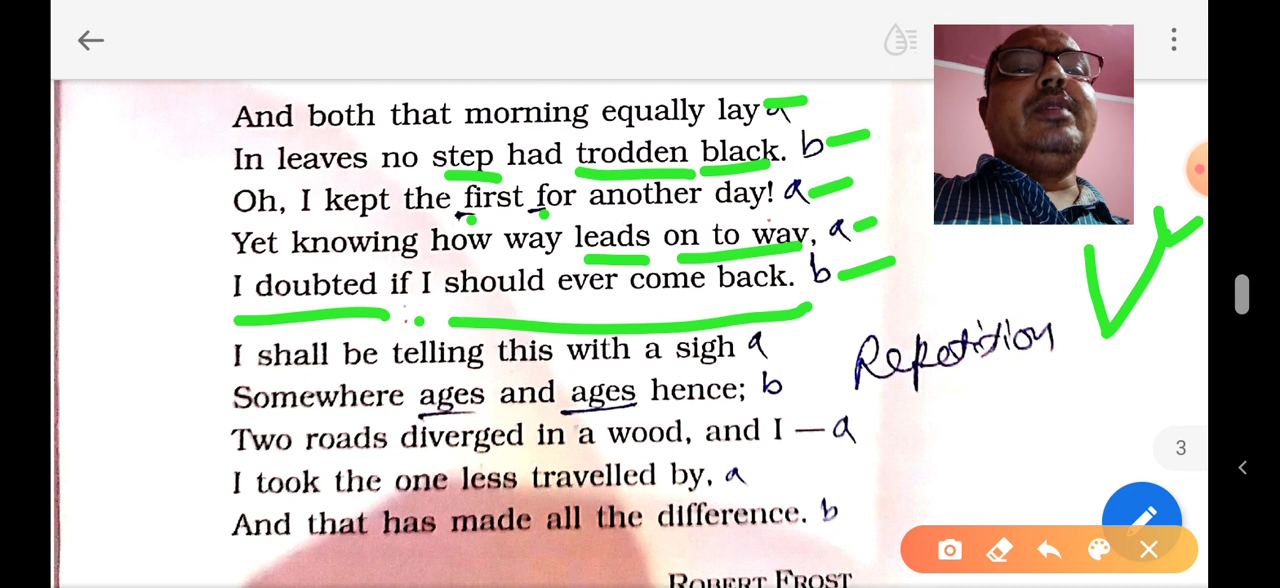 And both that morning equally lay a
In leaves no step had trodden black. b
Oh, I kept the first for another day! a
Yet knowing how way leads on to way, a
I doubted if I should ever come back. b
I shall be telling this with a sigh a
Repetition
Somewhere ages and ages hence; b
Two roads diverged in a wood, and I — a
3
I took the one less travelled by, a
And that has made all the difference. b
ROBERT FROST